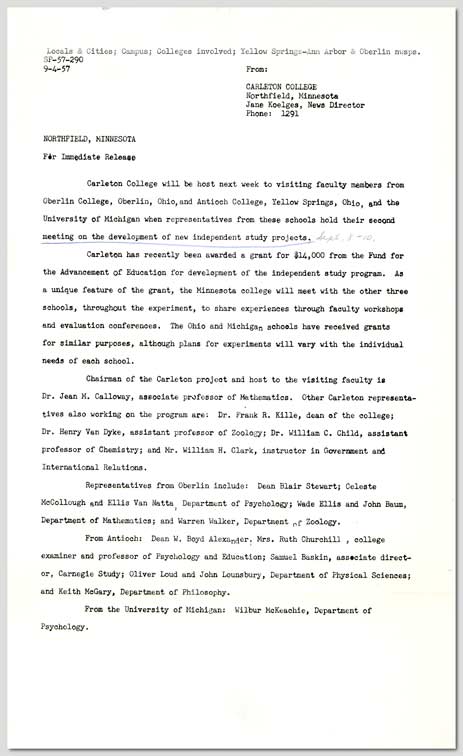 Locals & Cities; Campus; Colleges involved; Yellow Springs-Ann Arbor & Oberlin nusps.
SP-57-290
9-4-57
From:
CARLETON COLLEGE
Northfield, Minnesota
Jane Koelges, News Director
Phone: 1291
NORTHFIELD, MINNESOTA
For Immediate Release
Carleton College will be host next week to visiting faculty members from
Oberlin College, Oberlin, Ohio,and Antioch College, Yellow Springs, Ohio, and the
University of Michigan when representatives from these schools hold their second
meeting on the development of new independent study projects. Sept. 8-10.
Carleton has recently been awarded a grant for $14,000 from the Fund for
the Advancement of Education for development of the independent study program. As
a unique feature of the grant, the Minnesota college will meet with the other three
schools, throughout the experiment, to share experiences through faculty workshops
and evaluation conferences. The Ohio and Michigan schools have received grants
for similar purposes, although plans for experiments will vary with the individual
needs of each school.
Chairman of the Carleton project and host to the visiting faculty is
Dr. Jean M. Calloway, associate professor of Mathematics. Other Carleton representa-
tives also working on the program are: Dr. Frank R. Kille, dean of the college;
Dr. Henry Van Dyke, assistant professor of Zoology; Dr. William C. Child, assistant
professor of Chemistry; and Mr. William H. Clark, instructor in Government and
International Relations.
Representatives from Oberlin include: Dean Blair Stewart; Celeste
McCollough and Ellis Van Natta, Department of Psychology; Wade Ellis and John Baum,
Department of Mathematics; and Warren Walker, Department of Zoology.
From Antioch: Dean W. Boyd Alexander, Mrs. Ruth Churchill , college
examiner and professor of Psychology and Education; Samuel Baskin, associate direct-
or, Carnegie Study; Oliver Loud and John Lounsbury, Department of Physical Sciences;
and Keith McGary, Department of Philosophy.
From the University of Michigan: Wilbur McKeachie, Department of
Psychology.